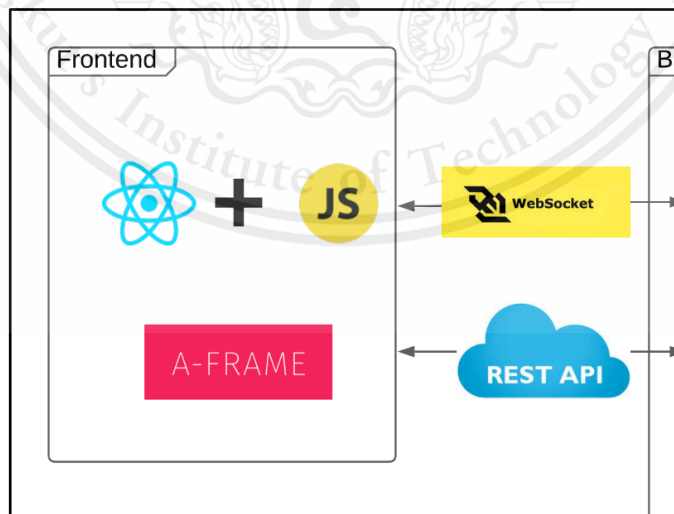 Frontend
B
's Institute of Technology
JS
WebSocket
A-FRAME
REST API